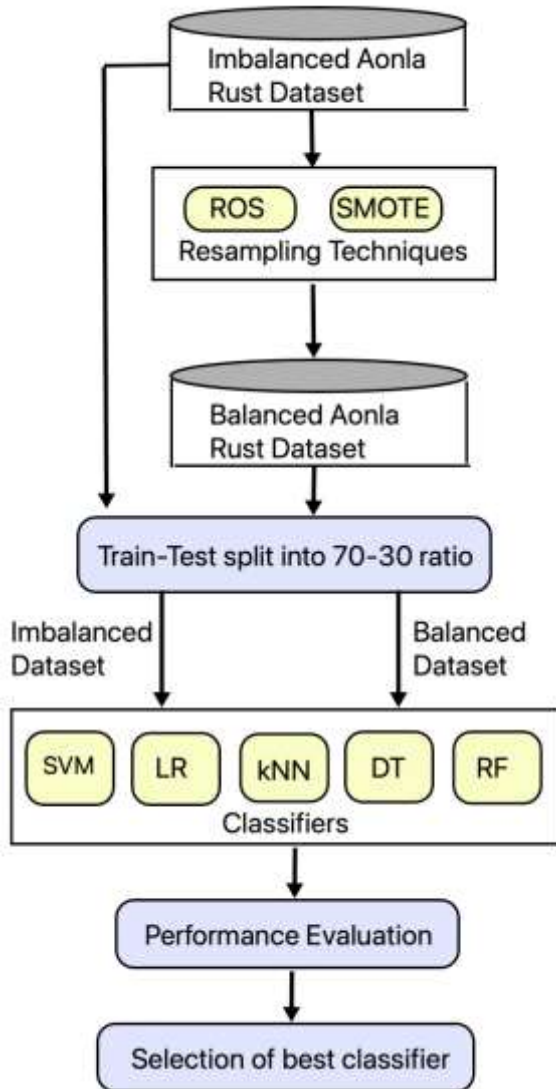 Imbalanced Aonla
Rust Dataset
ROS
SMOTE
Resampling Techniques
Balanced Aonla
Rust Dataset
Train-Test split into 70-30 ratio
Imbalanced
Dataset
Balanced
Dataset
SVM
LR
kNN
DT
RF
Classifiers
Performance Evaluation
Selection of best classifier